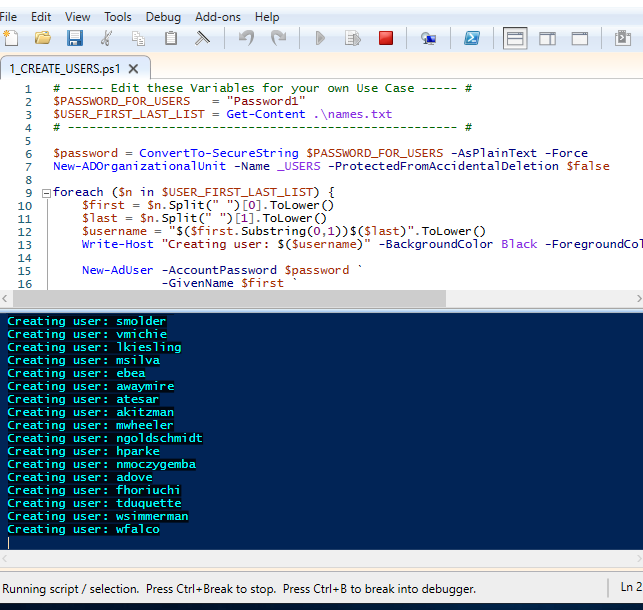 File Edit View Tools Debug Add-ons Help
1_CREATE_USERS.ps1
1 # ----- Edit these Variables for your own Use Case ----- #
2 $PASSWORD_FOR_USERS = "Password1"
3 $USER_FIRST_LAST_LIST = Get-Content .\names.txt
4 # ------------------------------------------------------ #
5
6 $password = ConvertTo-SecureString $PASSWORD_FOR_USERS -AsPlainText -Force
7 New-ADOrganizationalUnit -Name _USERS -ProtectedFromAccidentalDeletion $false
8
9 foreach ($n in $USER_FIRST_LAST_LIST) {
10 $first = $n.Split(" ")[0].ToLower()
11 $last = $n.Split(" ")[1].ToLower()
12 $username = "$($first.Substring(0,1))$($last)".ToLower()
13 Write-Host "Creating user: $($username)" -BackgroundColor Black -ForegroundCol
14
15 New-AdUser -AccountPassword $password `
16 -GivenName $first `
Creating user: smolder
Creating user: vmichie
Creating user: lkiesling
Creating user: msilva
Creating user: ebea
Creating user: awaymire
Creating user: atesar
Creating user: akitzman
Creating user: mwheeler
Creating user: ngoldschmidt
Creating user: hparke
Creating user: nmoczygemba
Creating user: adove
Creating user: fhoriuchi
Creating user: tduquette
Creating user: wsimmerman
Creating user: wfalco
Running script / selection. Press Ctrl+Break to stop. Press Ctrl+B to break into debugger.
Ln 2